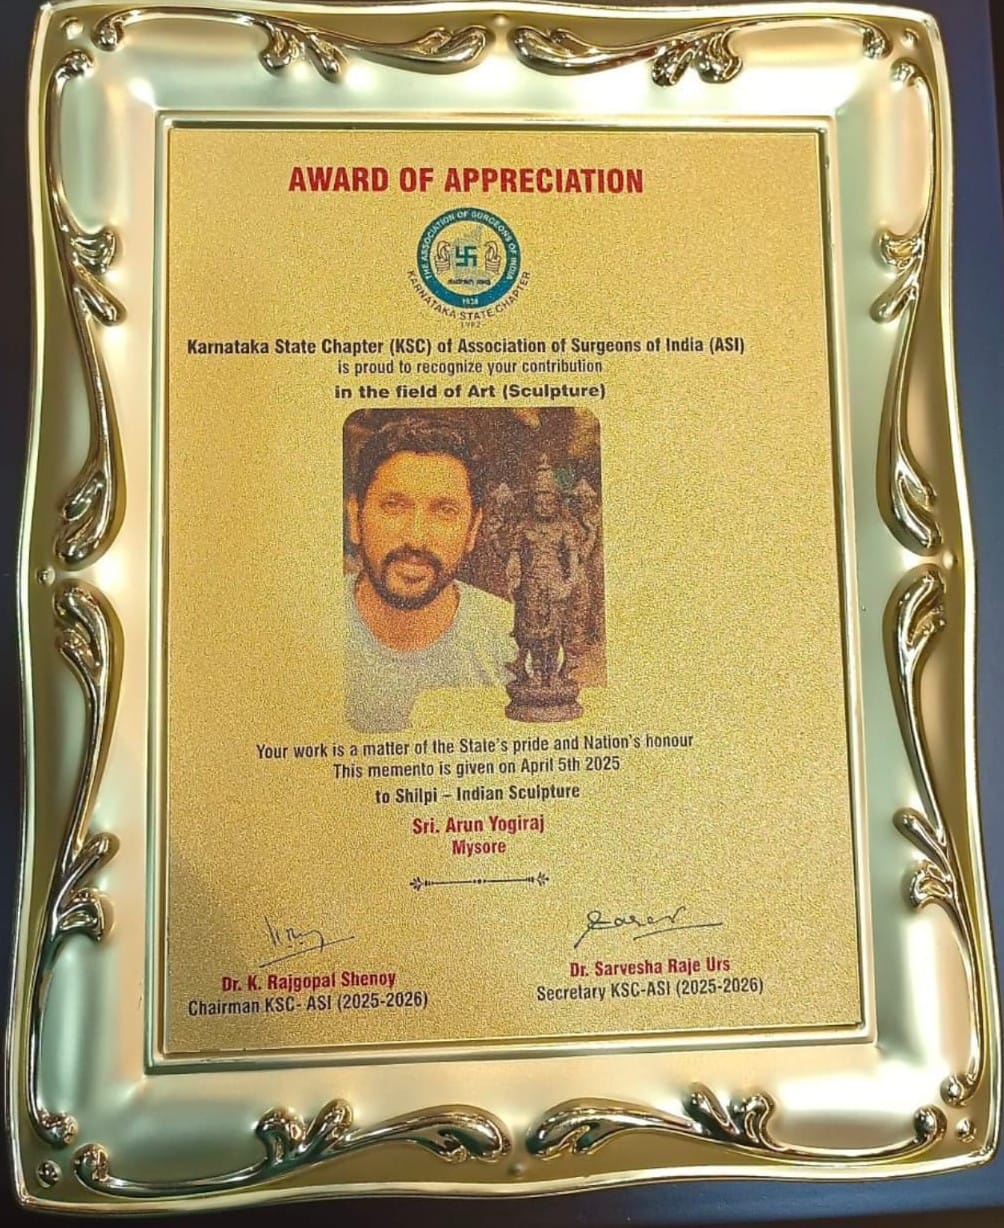 AWARD OF APPRECIATION
THE ASSOCIATION OF SURGEONS OF INDIA
1938
KARNATAKA STATE CHAPTER
1982
Karnataka State Chapter (KSC) of Association of Surgeons of India (ASI)
is proud to recognize your contribution
in the field of Art (Sculpture)
Your work is a matter of the State's pride and Nation's honour
This memento is given on April 5th 2025
to Shilpi – Indian Sculpture
Sri. Arun Yogiraj
Mysore
Dr. K. Rajgopal Shenoy
Chairman KSC- ASI (2025-2026)
Dr. Sarvesha Raje Urs
Secretary KSC-ASI (2025-2026)